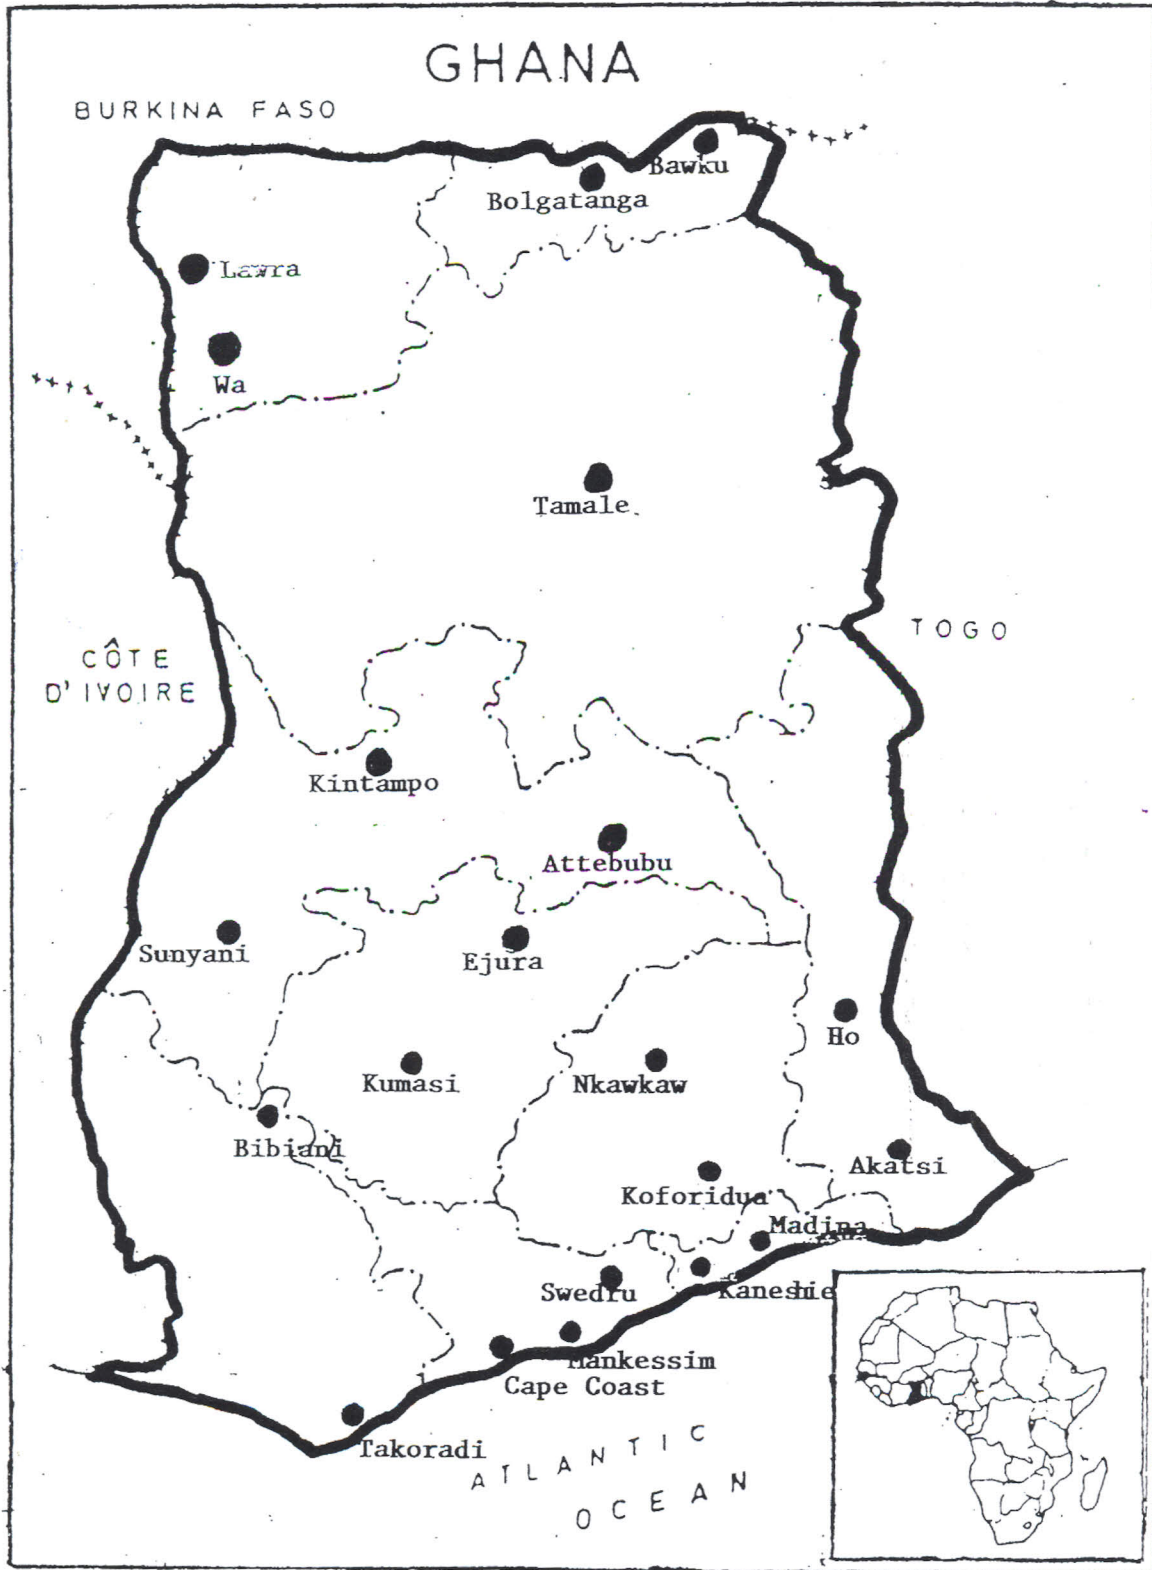 GHANA
BURKINA FASO
Bawku
Bolgatanga
Lawra
Wa
Tamale
TOGO
CÔTE
D'IVOIRE
Kintampo
Attebubu
Sunyani
Ejura
Ho
Kumasi
Nkawkaw
Bibiani
Akatsi
Koforidua
Madina
Swedru
Kaneshie
Mankessim
Cape Coast
Takoradi
ATLANTIC
OCEAN